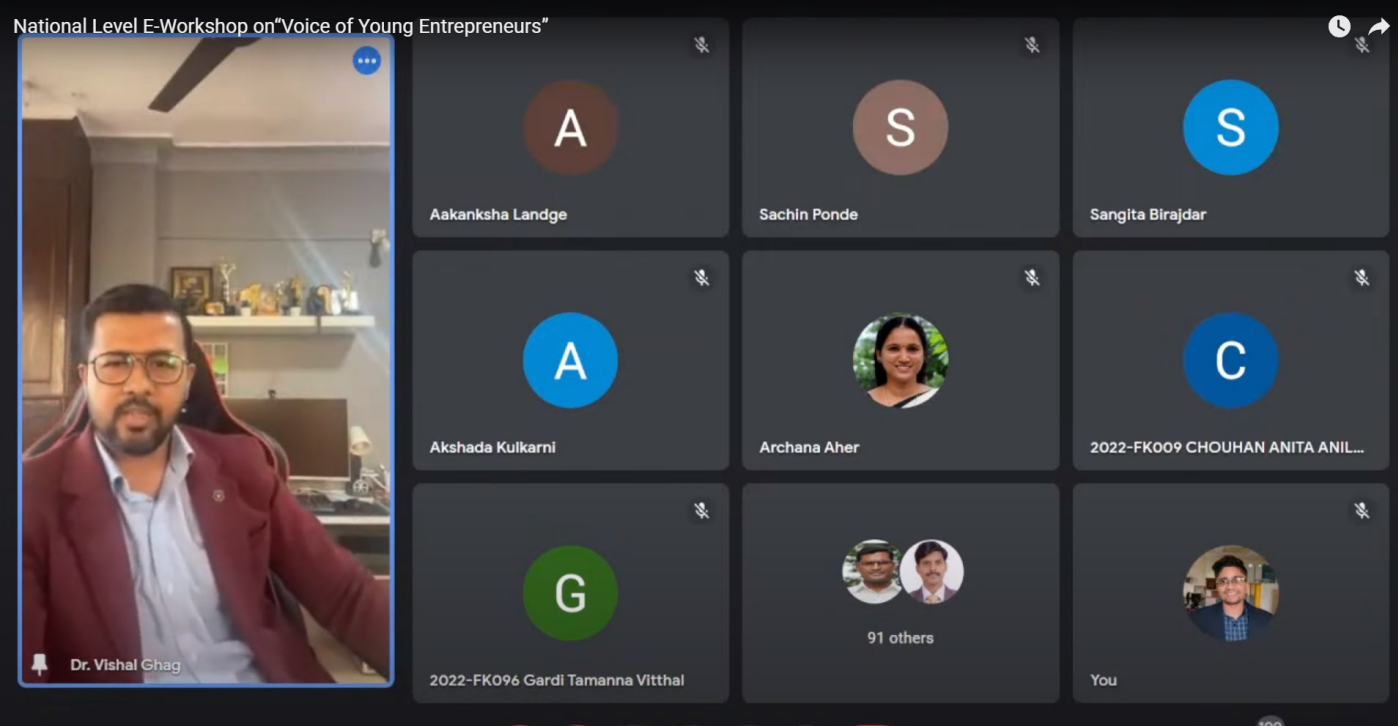 National Level E-Workshop on“Voice of Young Entrepreneurs”
A
Aakanksha Landge
S
Sachin Ponde
S
Sangita Birajdar
A
Akshada Kulkarni
Archana Aher
C
2022-FK009 CHOUHAN ANITA ANIL...
Dr. Vishal Ghag
G
2022-FK096 Gardi Tamanna Vitthal
91 others
You